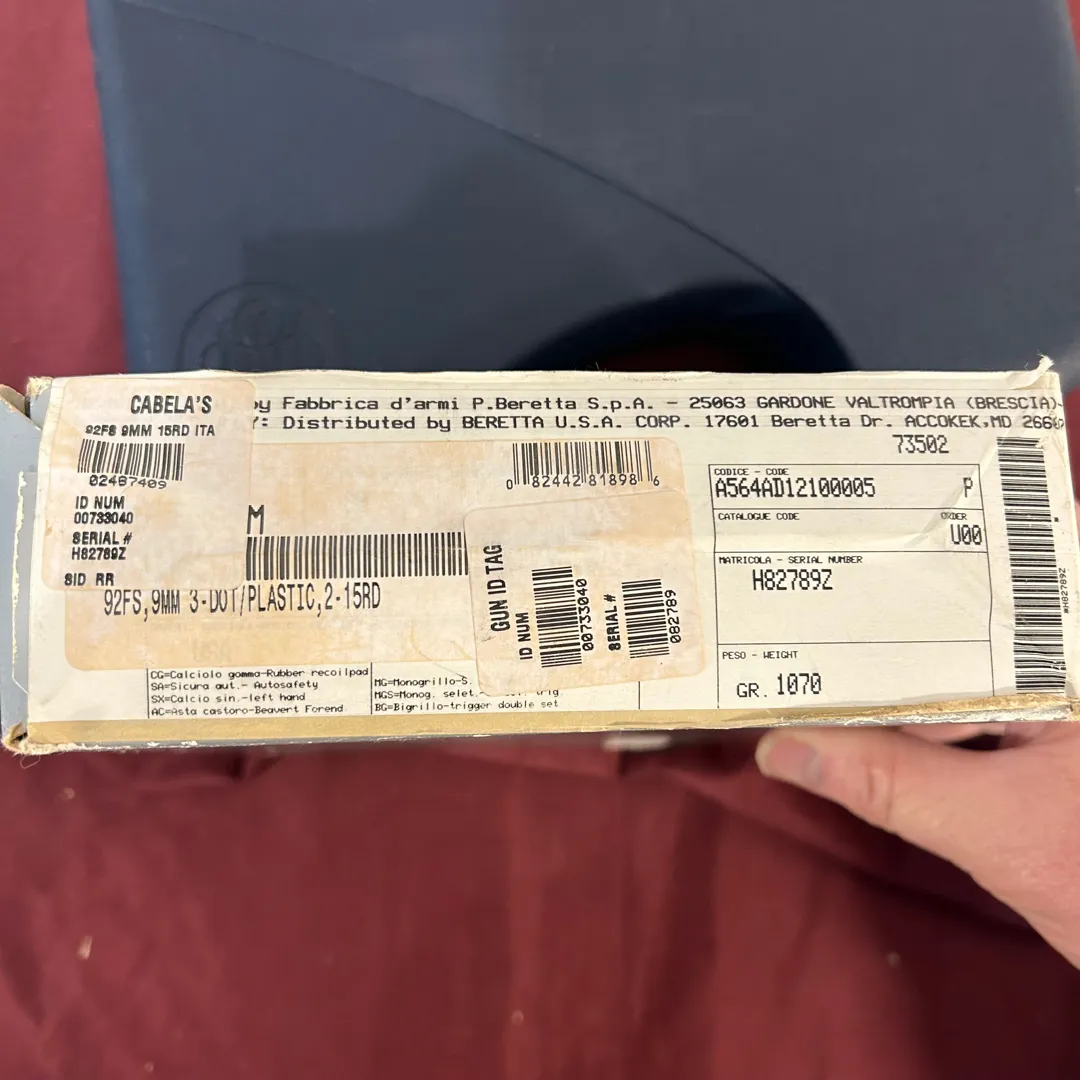 CABELA'S
92FS 9MM 15RD ITA
02487409
ID NUM
00733040
SERIAL #
H82789Z
SID RR
by Fabbrica d'armi P.Beretta S.p.A. - 25063 GARDONE VALTROMPIA (BRESCIA)-
Y: Distributed by BERETTA U.S.A. CORP. 17601 Beretta Dr. ACCOKEK,MD 26607
73502
0 82442 81898 6
M
92FS,9MM 3-DOT/PLASTIC,2-15RD
GUN ID TAG
ID NUM
00733040
SERIAL #
082789
CODICE - CODE
A564AD12100005 P
CATALOGUE CODE
ORDER
U00
MATRICOLA - SERIAL NUMBER
H82789Z
PESO - WEIGHT
GR. 1070
*H82789Z
CG=Calciolo gomma-Rubber recoilpad
SA=Sicura aut.- Autosafety
SX=Calcio sin.-left hand
AC=Asta castoro-Beavert Forend
MG=Monogrillo-S.
MGS=Monog. selet.- trig
BG=Bigrillo-trigger double set